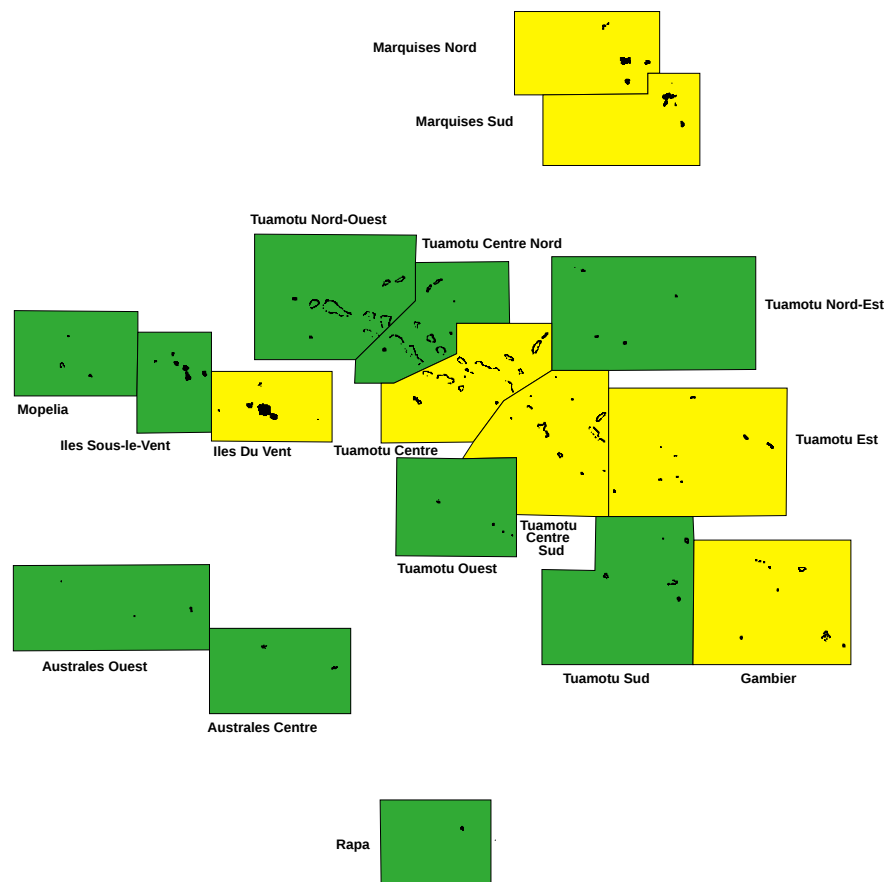 Marquises Nord
Marquises Sud
Tuamotu Nord-Ouest
Tuamotu Centre Nord
Tuamotu Nord-Est
Mopelia
Iles Sous-le-Vent
Iles Du Vent
Tuamotu Centre
Tuamotu Est
Tuamotu
Centre
Sud
Tuamotu Ouest
Australes Ouest
Tuamotu Sud
Gambier
Australes Centre
Rapa